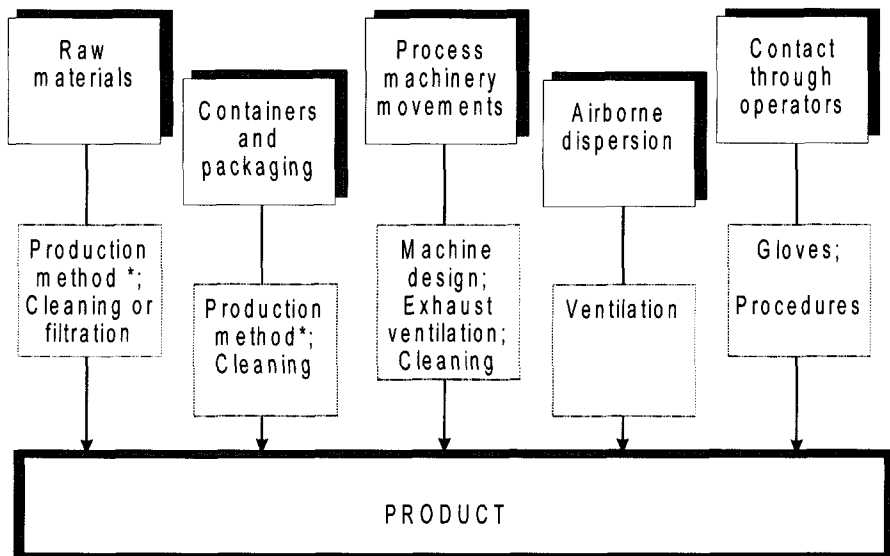 Raw
materials
Containers
and
packaging
Process
machinery
movements
Airborne
dispersion
Contact
through
operators
Production
method *;
Cleaning or
filtration
Production
method*;
Cleaning
Machine
design;
Exhaust
ventilation;
Cleaning
Ventilation
Gloves;
Procedures
PRODUCT